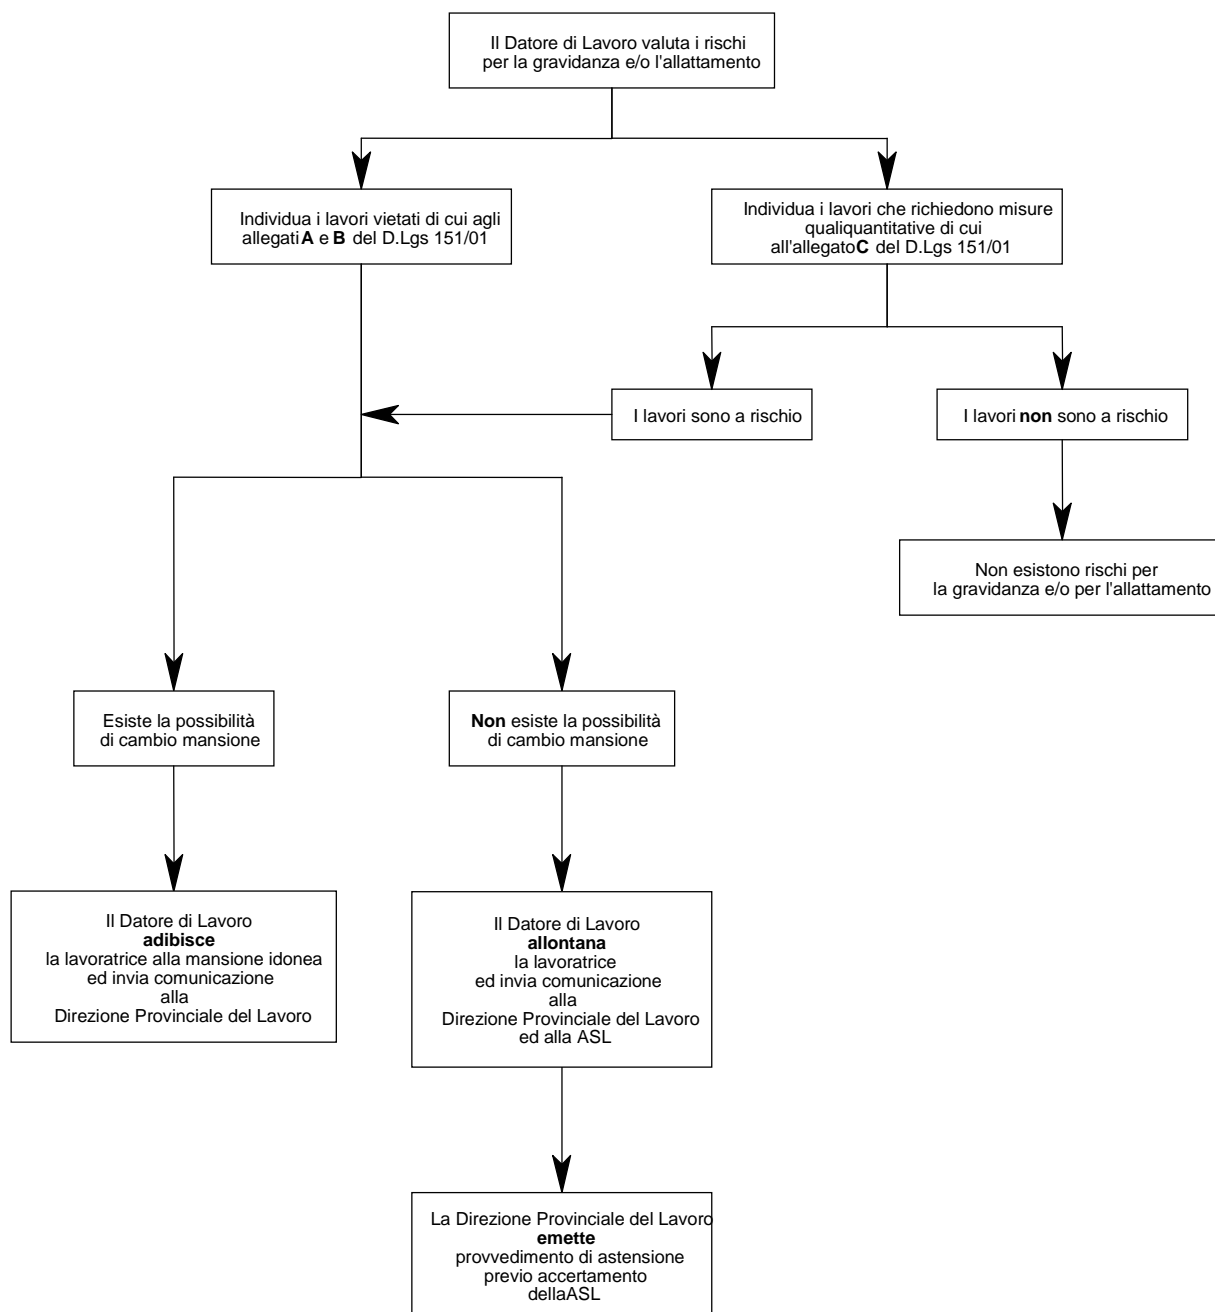 Il Datore di Lavoro valuta i rischi
per la gravidanza e/o l'allattamento
Individua i lavori vietati di cui agli
allegati A e B del D.Lgs 151/01
Individua i lavori che richiedono misure
qualiquantitative di cui
all'allegato C del D.Lgs 151/01
I lavori sono a rischio
I lavori non sono a rischio
Non esistono rischi per
la gravidanza e/o per l'allattamento
Esiste la possibilità
di cambio mansione
Non esiste la possibilità
di cambio mansione
Il Datore di Lavoro
adibisce
la lavoratrice alla mansione idonea
ed invia comunicazione
alla
Direzione Provinciale del Lavoro
Il Datore di Lavoro
allontana
la lavoratrice
ed invia comunicazione
alla
Direzione Provinciale del Lavoro
ed alla ASL
La Direzione Provinciale del Lavoro
emette
provvedimento di astensione
previo accertamento
dellaASL